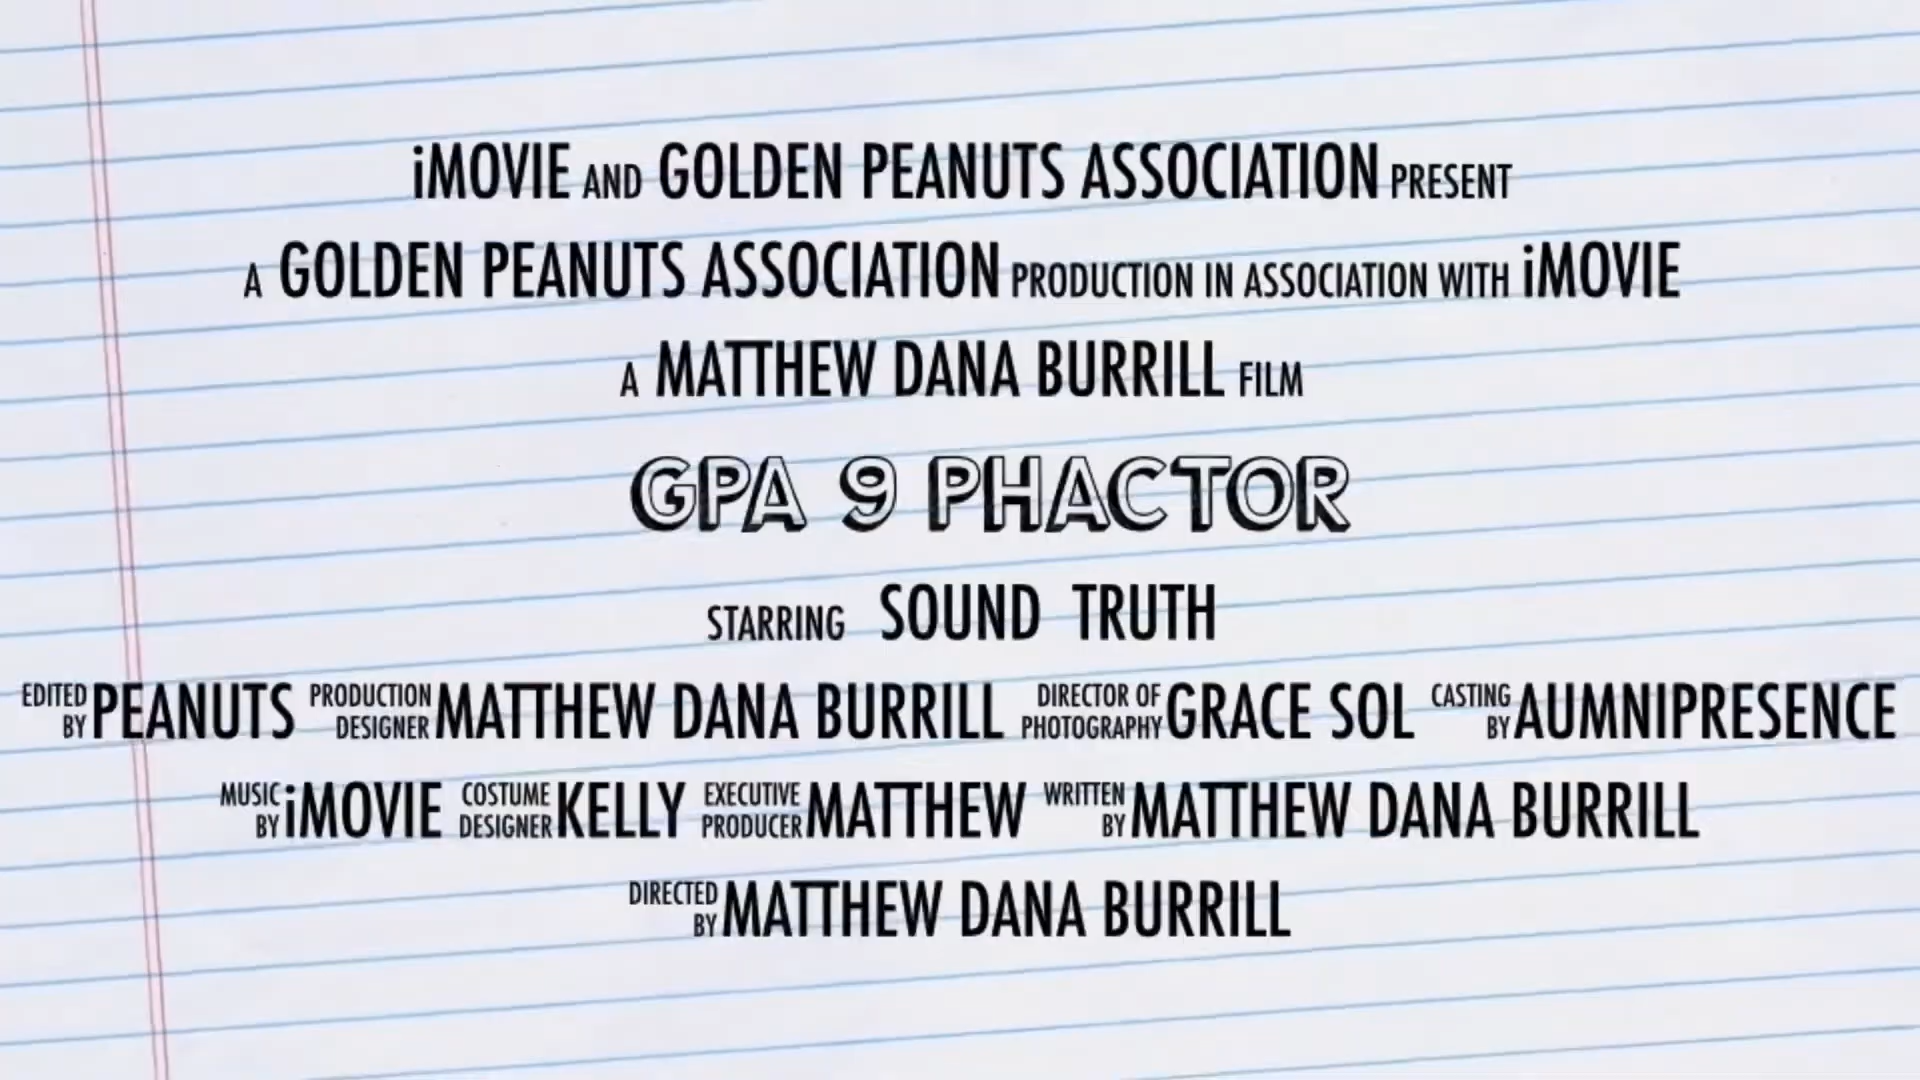 iMOVIE AND GOLDEN PEANUTS ASSOCIATION PRESENT
A GOLDEN PEANUTS ASSOCIATION PRODUCTION IN ASSOCIATION WITH iMOVIE
A MATTHEW DANA BURRILL FILM
GPA 9 PHACTOR
STARRING SOUND TRUTH
EDITED BY PEANUTS PRODUCTION DESIGNER MATTHEW DANA BURRILL DIRECTOR OF PHOTOGRAPHY GRACE SOL CASTING BY AUMNIPRESENCE
MUSIC BY iMOVIE COSTUME DESIGNER KELLY EXECUTIVE PRODUCER MATTHEW WRITTEN BY MATTHEW DANA BURRILL
DIRECTED BY MATTHEW DANA BURRILL